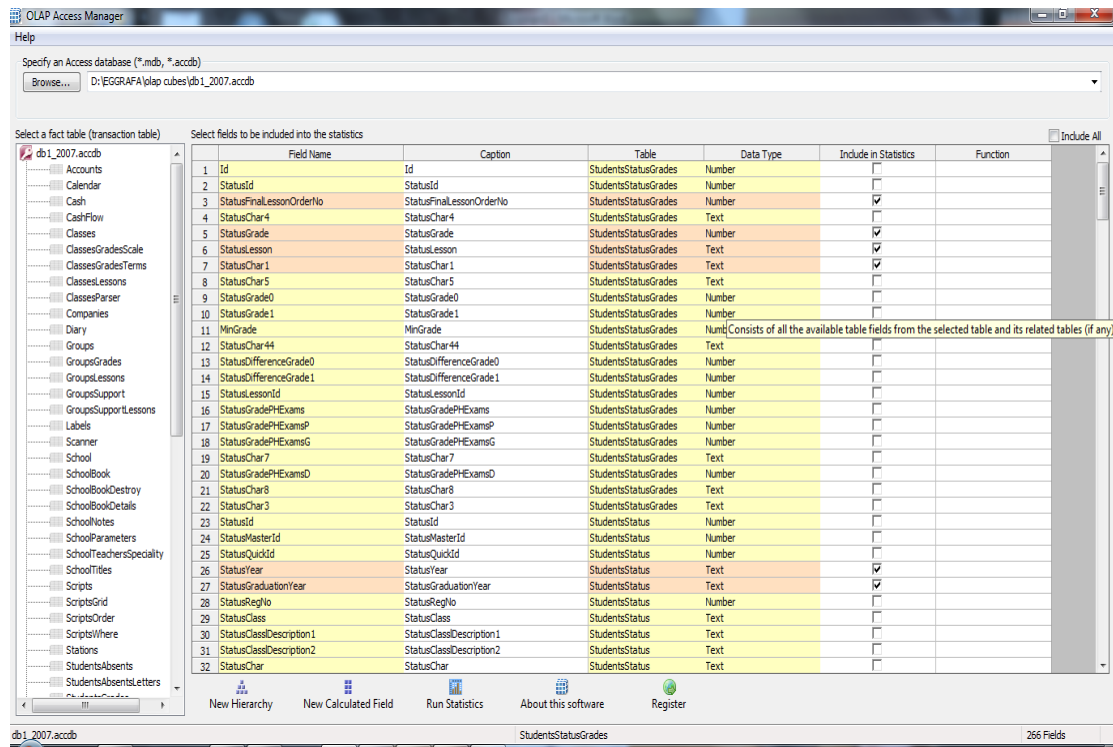 OLAP Access Manager
Help
Specify an Access database (*.mdb, *.accdb)
Browse... D:\EGGRAFA\olap cubes\db1_2007.accdb
Select a fact table (transaction table)
db1_2007.accdb
Accounts
Calendar
Cash
CashFlow
Classes
ClassesGradesScale
ClassesGradesTerms
ClassesLessons
ClassesParser
Companies
Diary
Groups
GroupsGrades
GroupsLessons
GroupsSupport
GroupsSupportLessons
Labels
Scanner
School
SchoolBook
SchoolBookDestroy
SchoolBookDetails
SchoolNotes
SchoolParameters
SchoolTeachersSpeciality
SchoolTitles
Scripts
ScriptsGrid
ScriptsOrder
ScriptsWhere
Stations
StudentsAbsents
StudentsAbsentsLetters
Select fields to be included into the statistics
Include All
Field Name Caption Table Data Type Include in Statistics Function
1 Id Id StudentsStatusGrades Number
2 StatusId StatusId StudentsStatusGrades Number
3 StatusFinalLessonOrderNo StatusFinalLessonOrderNo StudentsStatusGrades Number
4 StatusChar4 StatusChar4 StudentsStatusGrades Text
5 StatusGrade StatusGrade StudentsStatusGrades Number
6 StatusLesson StatusLesson StudentsStatusGrades Text
7 StatusChar1 StatusChar1 StudentsStatusGrades Text
8 StatusChar5 StatusChar5 StudentsStatusGrades Text
9 StatusGrade0 StatusGrade0 StudentsStatusGrades Number
10 StatusGrade1 StatusGrade1 StudentsStatusGrades Number
11 MinGrade MinGrade StudentsStatusGrades Numb
Consists of all the available table fields from the selected table and its related tables (if any)
12 StatusChar44 StatusChar44 StudentsStatusGrades Text
13 StatusDifferenceGrade0 StatusDifferenceGrade0 StudentsStatusGrades Number
14 StatusDifferenceGrade1 StatusDifferenceGrade1 StudentsStatusGrades Number
15 StatusLessonId StatusLessonId StudentsStatusGrades Number
16 StatusGradePHExams StatusGradePHExams StudentsStatusGrades Number
17 StatusGradePHExamsP StatusGradePHExamsP StudentsStatusGrades Number
18 StatusGradePHExamsG StatusGradePHExamsG StudentsStatusGrades Number
19 StatusChar7 StatusChar7 StudentsStatusGrades Text
20 StatusGradePHExamsD StatusGradePHExamsD StudentsStatusGrades Number
21 StatusChar8 StatusChar8 StudentsStatusGrades Text
22 StatusChar3 StatusChar3 StudentsStatusGrades Text
23 StatusId StatusId StudentsStatus Number
24 StatusMasterId StatusMasterId StudentsStatus Number
25 StatusQuickId StatusQuickId StudentsStatus Number
26 StatusYear StatusYear StudentsStatus Text
27 StatusGraduationYear StatusGraduationYear StudentsStatus Text
28 StatusRegNo StatusRegNo StudentsStatus Number
29 StatusClass StatusClass StudentsStatus Text
30 StatusClasslDescription1 StatusClasslDescription1 StudentsStatus Text
31 StatusClasslDescription2 StatusClasslDescription2 StudentsStatus Text
32 StatusChar StatusChar StudentsStatus Text
New Hierarchy New Calculated Field Run Statistics About this software Register
db1_2007.accdb StudentsStatusGrades 266 Fields